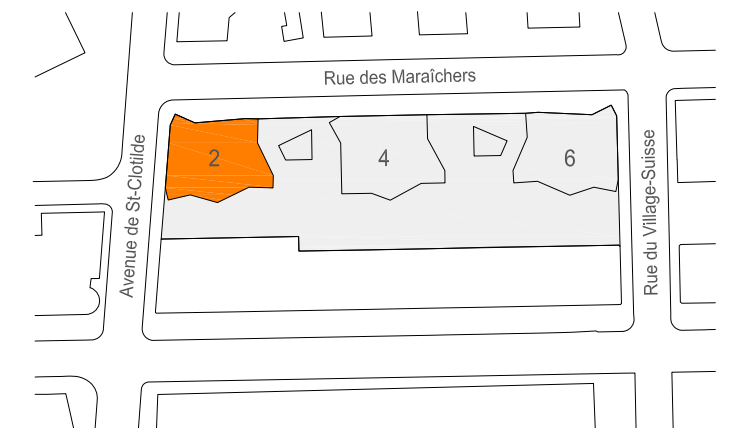 Rue des Maraîchers
Avenue de St-Clotilde
2
4
6
Rue du Village-Suisse